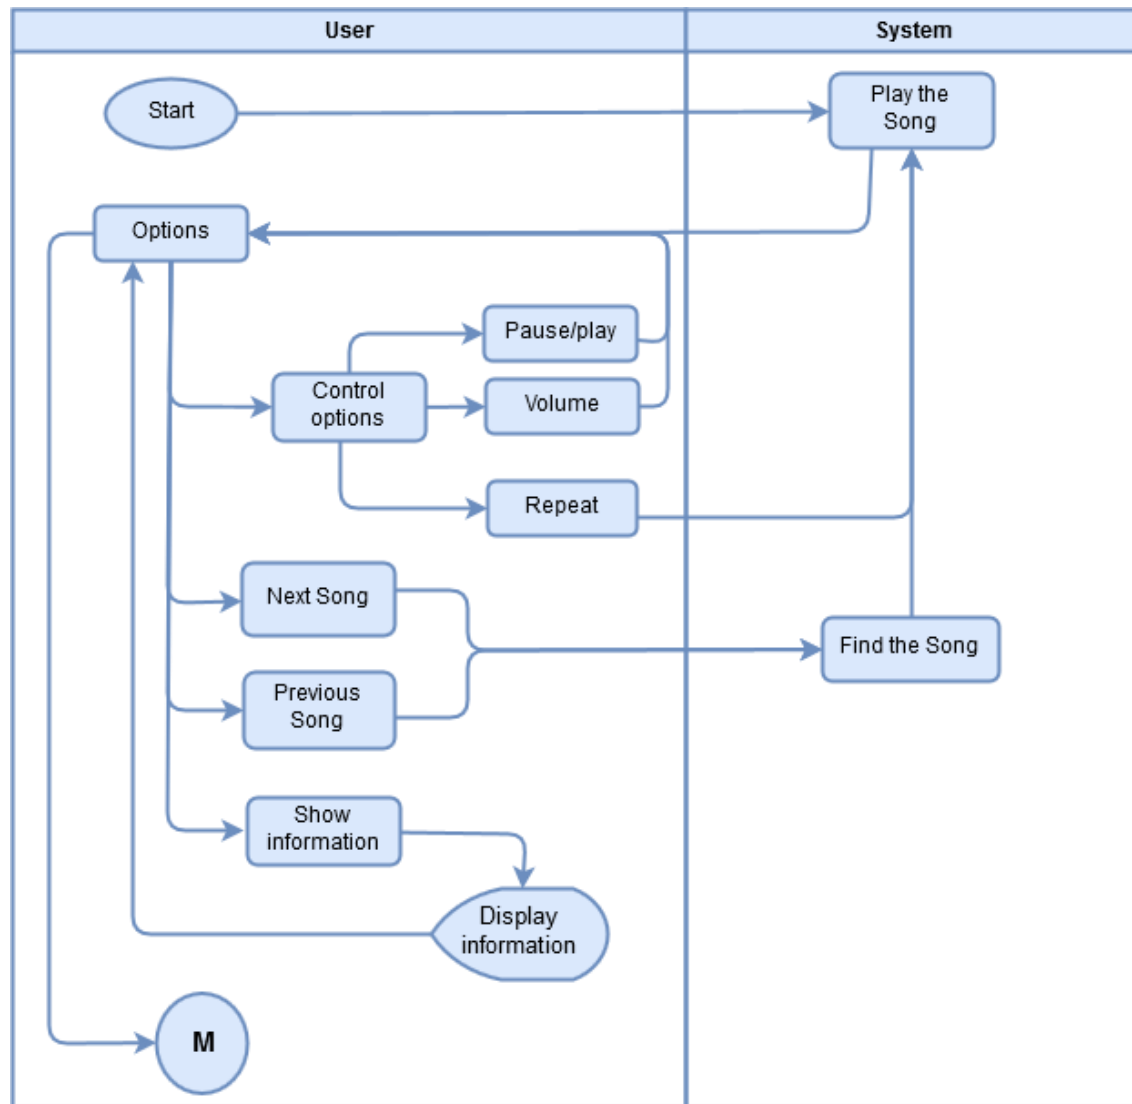 User
System
Start
Play the
Song
Options
Pause/play
Control
options
Volume
Repeat
Next Song
Find the Song
Previous
Song
Show
information
Display
information
M